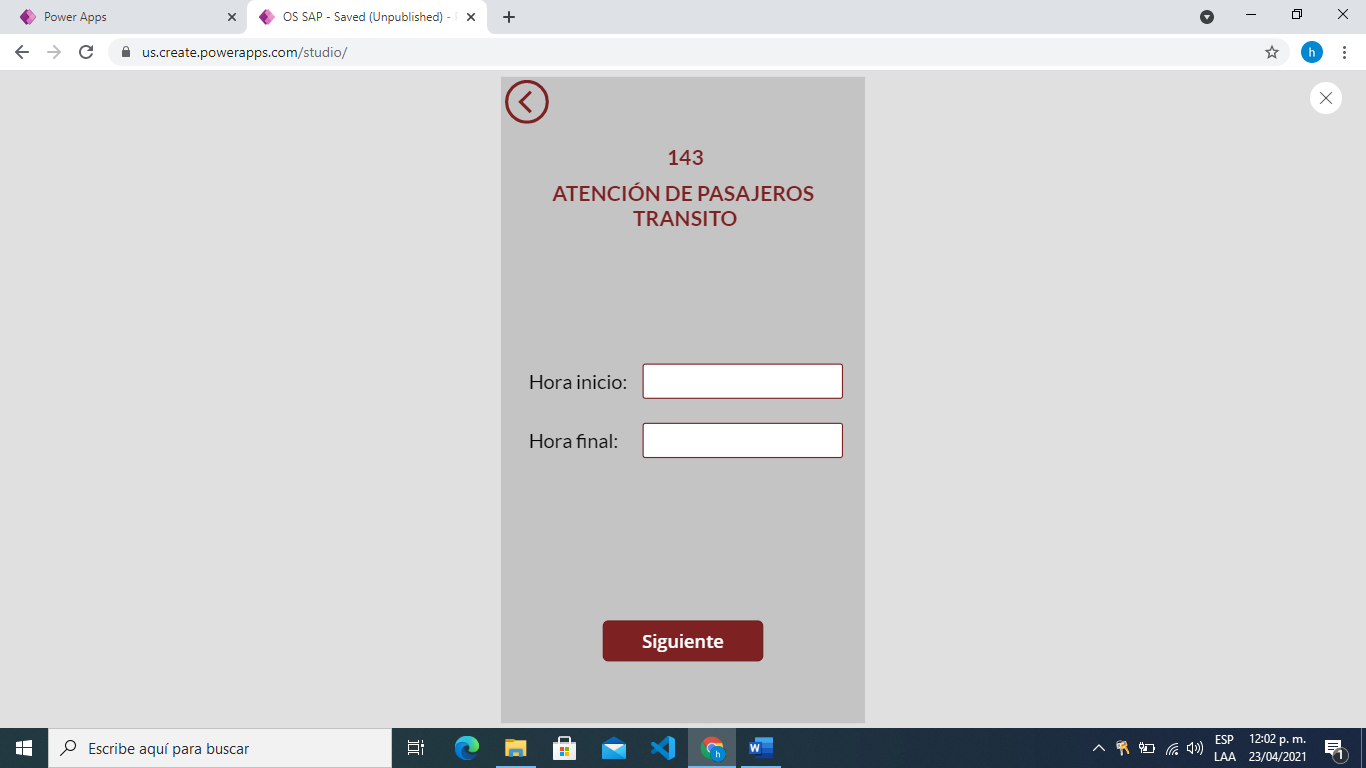 Power Apps
OS SAP - Saved (Unpublished) -
us.create.powerapps.com/studio/
h
143
ATENCIÓN DE PASAJEROS
TRANSITO
Hora inicio:
Hora final:
Siguiente
Escribe aquí para buscar
h
ESP
LAA
12:02 p. m.
23/04/2021
1